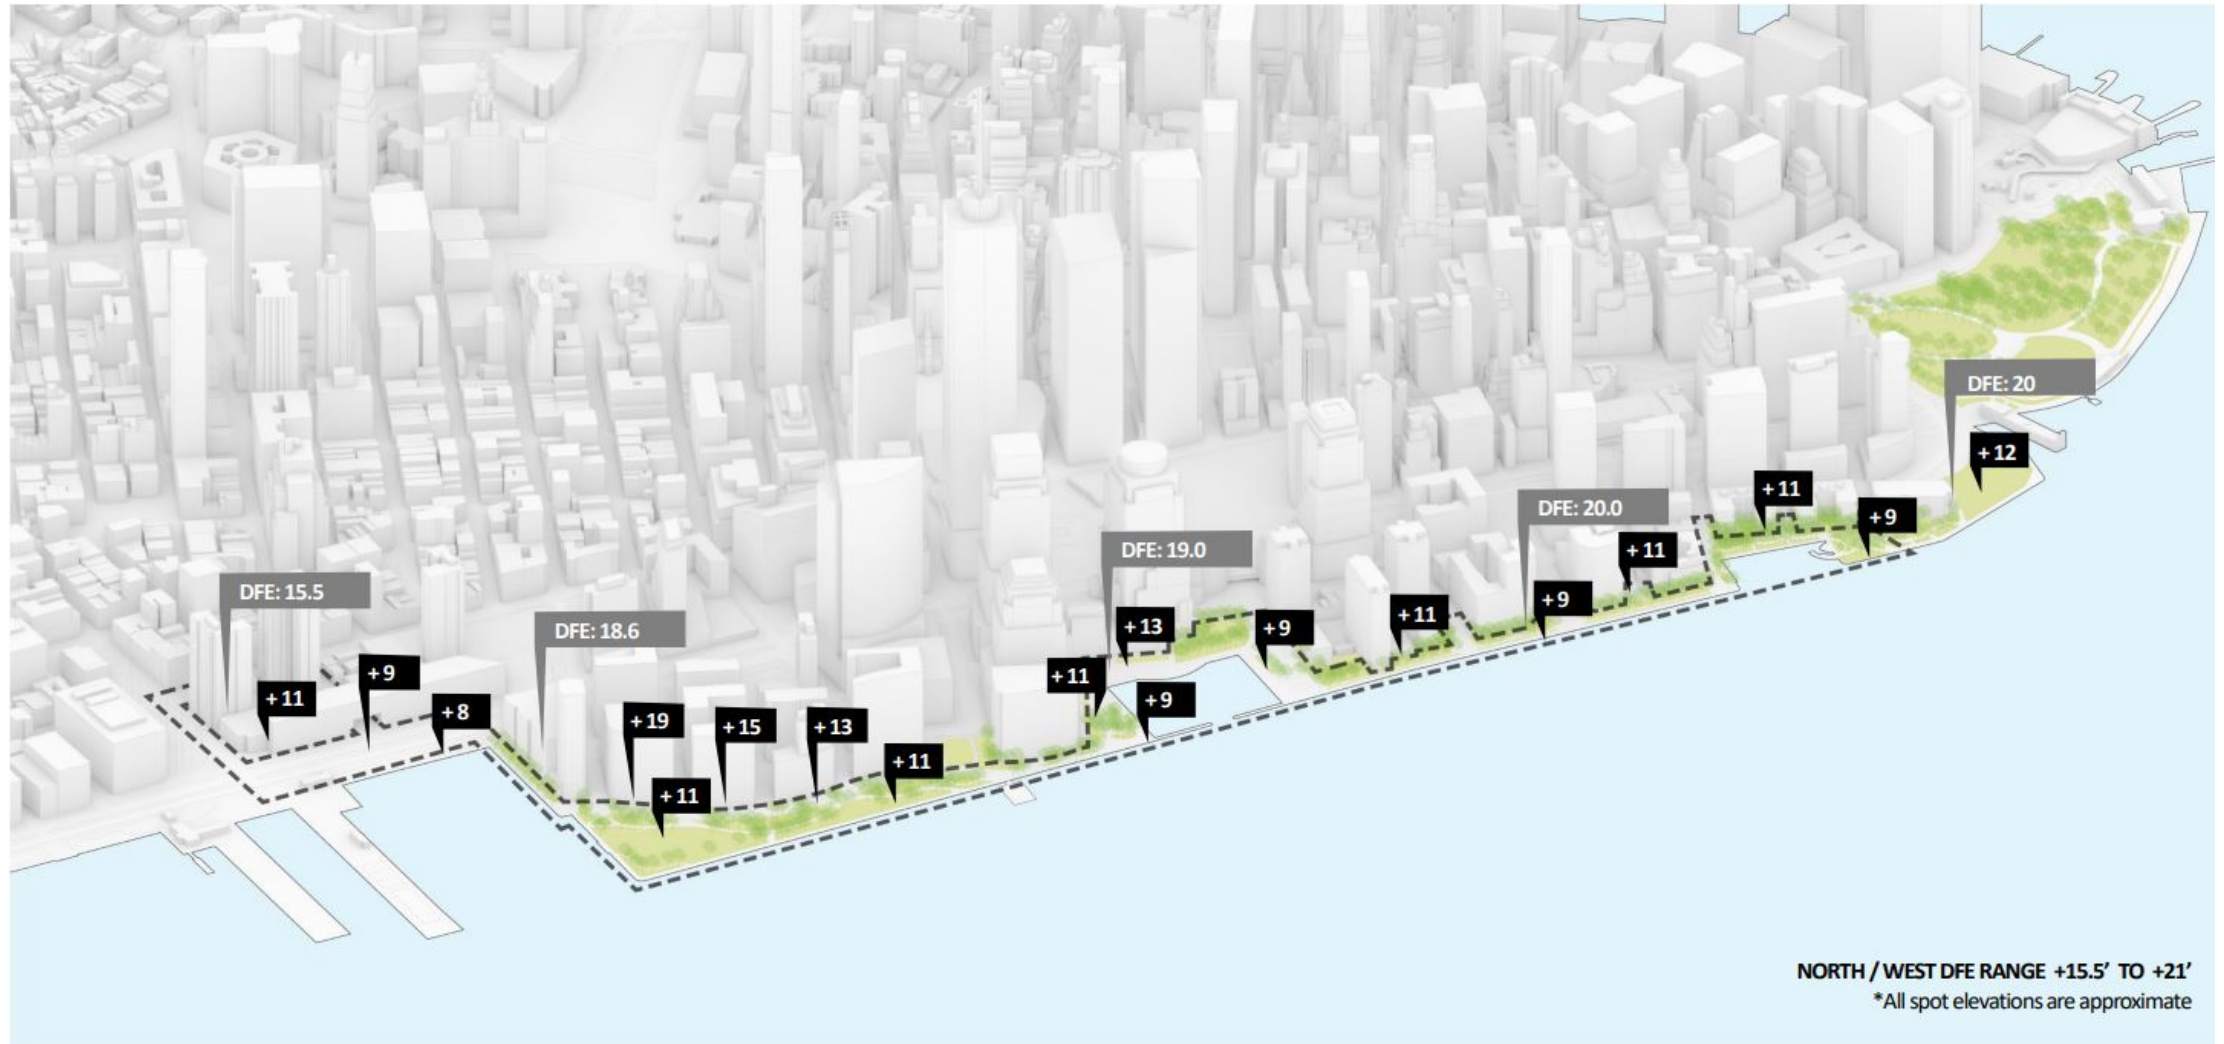 DFE: 20
+ 12
+ 11
DFE: 20.0
+ 9
+ 11
DFE: 19.0
DFE: 15.5
+ 9
DFE: 18.6
+ 13
+ 9
+ 11
+ 9
+ 11
+ 11
+ 9
+ 8
+ 19
+ 15
+ 13
+ 11
+ 11
NORTH / WEST DFE RANGE +15.5’ TO +21’
*All spot elevations are approximate